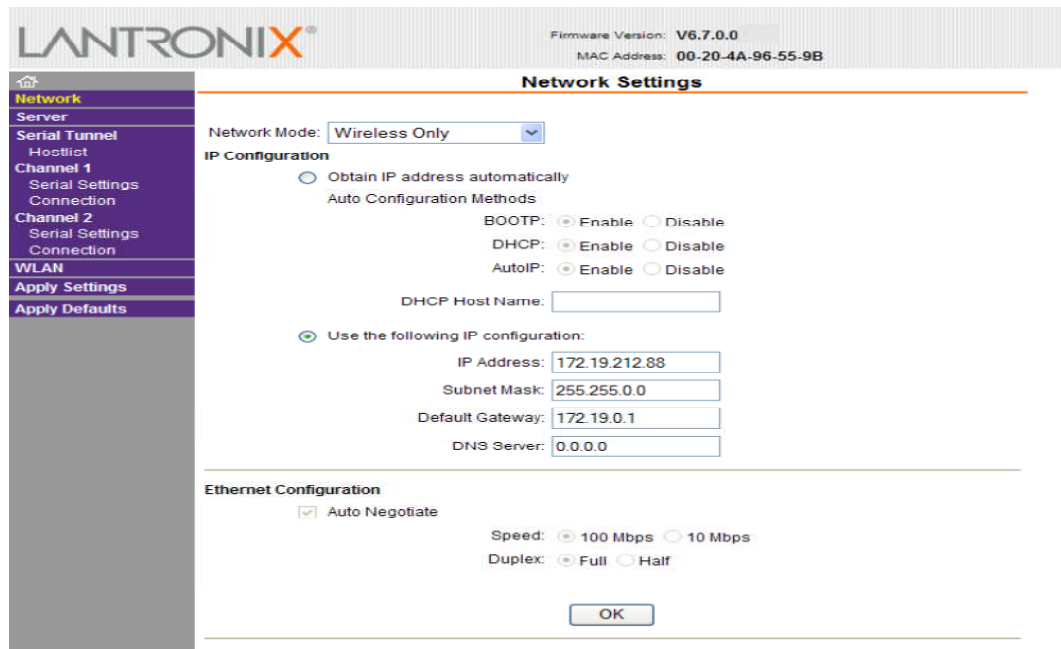 LANTRONIX®
Firmware Version: V6.7.0.0
MAC Address: 00-20-4A-96-55-9B
Network
Server
Serial Tunnel
Hostlist
Channel 1
Serial Settings
Connection
Channel 2
Serial Settings
Connection
WLAN
Apply Settings
Apply Defaults
Network Settings
Network Mode: Wireless Only
IP Configuration
Obtain IP address automatically
Auto Configuration Methods
BOOTP: Enable Disable
DHCP: Enable Disable
AutoIP: Enable Disable
DHCP Host Name:
Use the following IP configuration:
IP Address: 172.19.212.88
Subnet Mask: 255.255.0.0
Default Gateway: 172.19.0.1
DNS Server: 0.0.0.0
Ethernet Configuration
Auto Negotiate
Speed: 100 Mbps 10 Mbps
Duplex: Full Half
OK